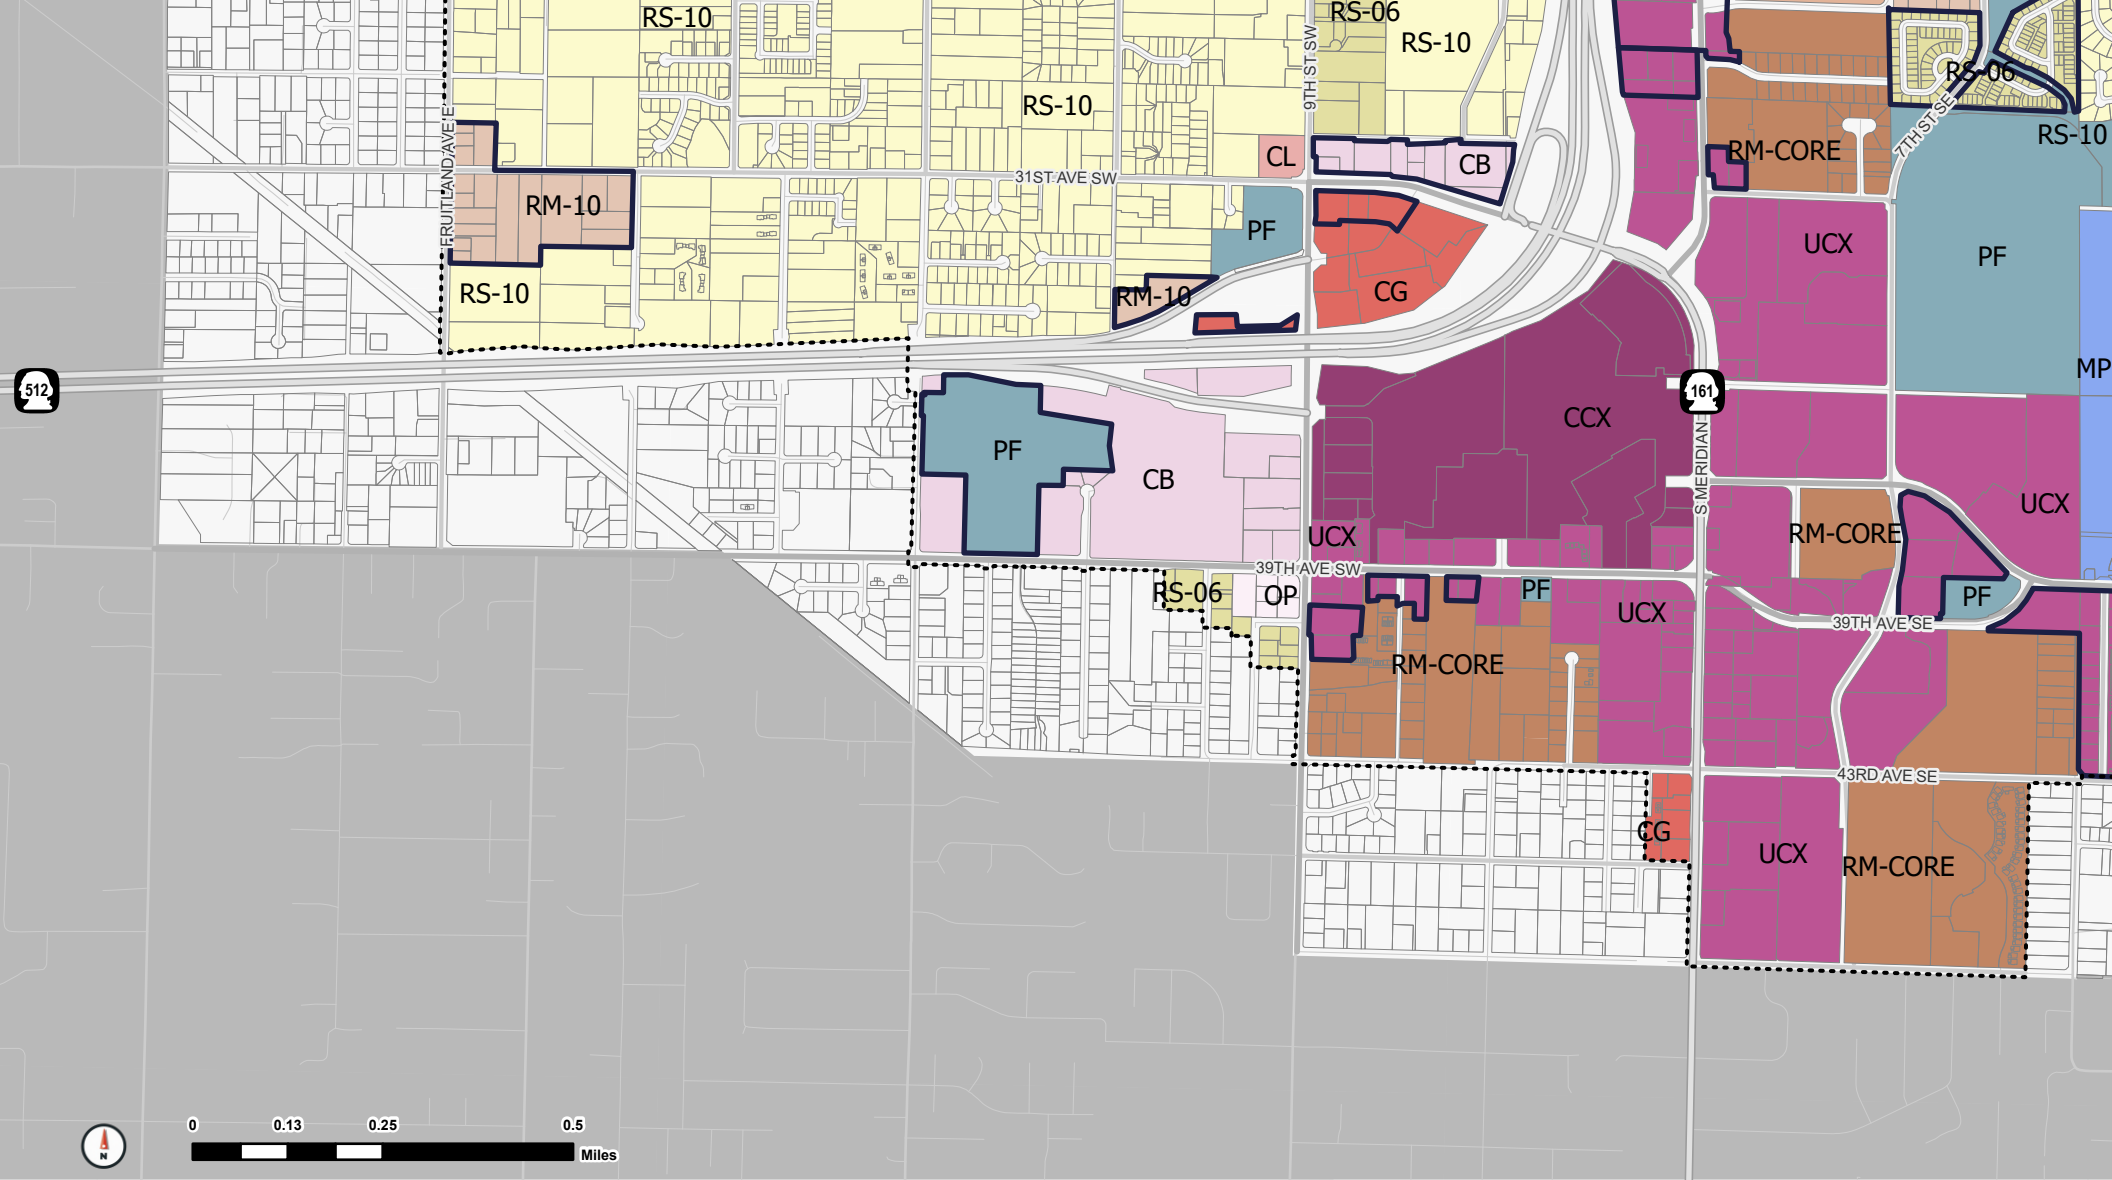 RS-10
RS-06
RS-10
9TH ST SW
RS-06
RS-10
RS-10
7TH ST SE
FRUITLAND AVE E
CL
CB
RM-CORE
31ST AVE SW
RM-10
PF
UCX
PF
RS-10
RM-10
CG
MP
512
161
CCX
PF
CB
S MERIDIAN
UCX
UCX
RM-CORE
39TH AVE SW
RS-06
OP
PF
UCX
PF
39TH AVE SE
RM-CORE
43RD AVE SE
CG
UCX
RM-CORE
N
0 0.13 0.25 0.5
Miles